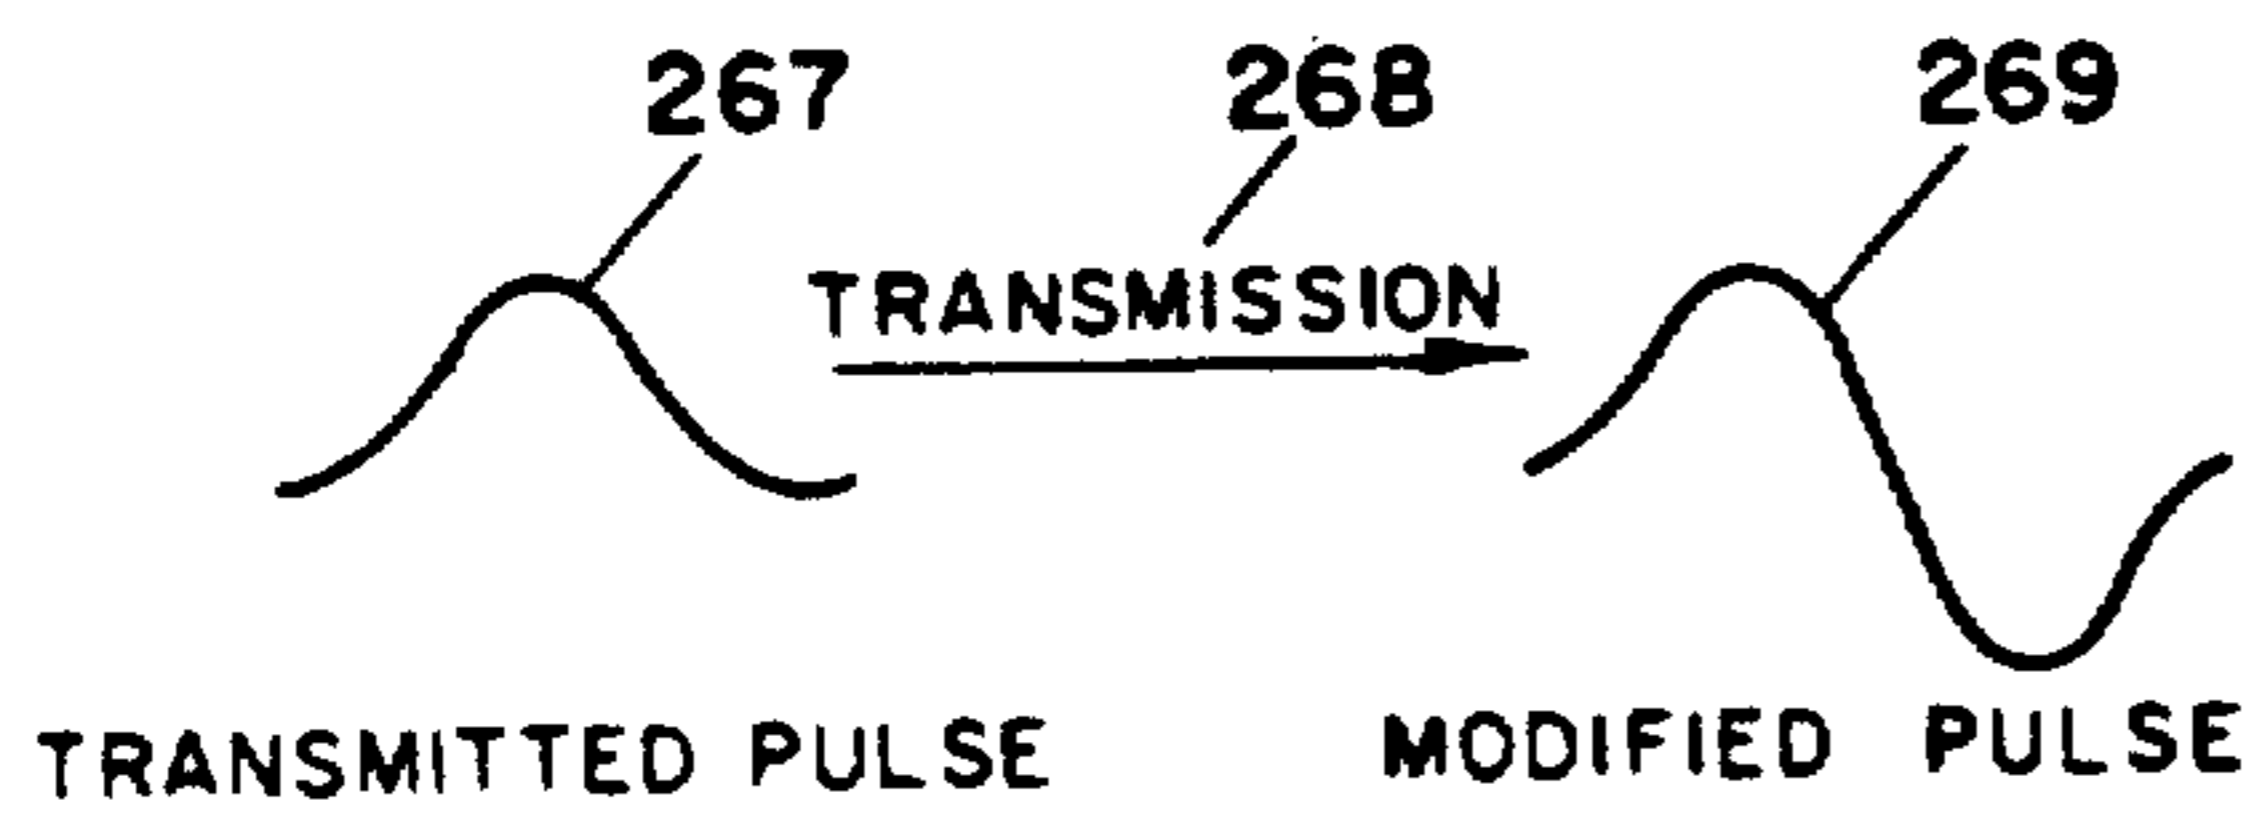 267
268
269
TRANSMISSION
TRANSMITTED PULSE
MODIFIED PULSE